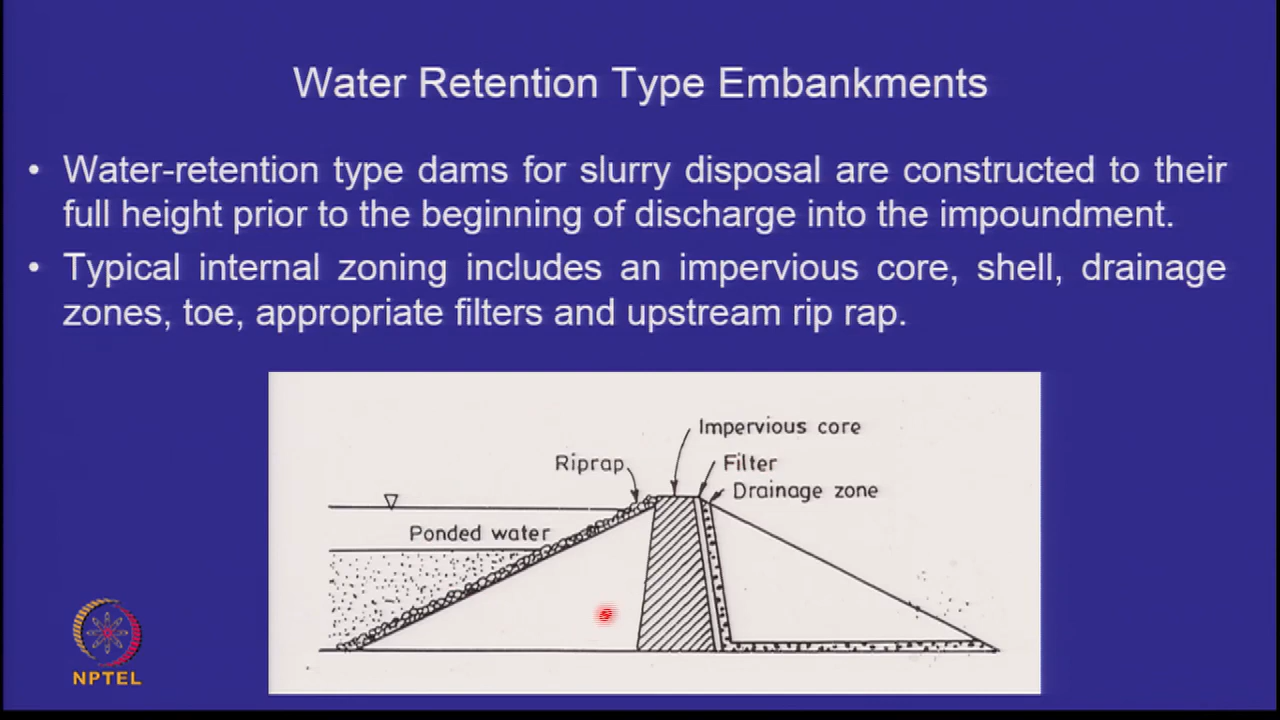 Water Retention Type Embankments
• Water-retention type dams for slurry disposal are constructed to their
full height prior to the beginning of discharge into the impoundment.
• Typical internal zoning includes an impervious core, shell, drainage
zones, toe, appropriate filters and upstream rip rap.
Impervious core
Riprap
Filter
Drainage zone
Ponded water
NPTEL